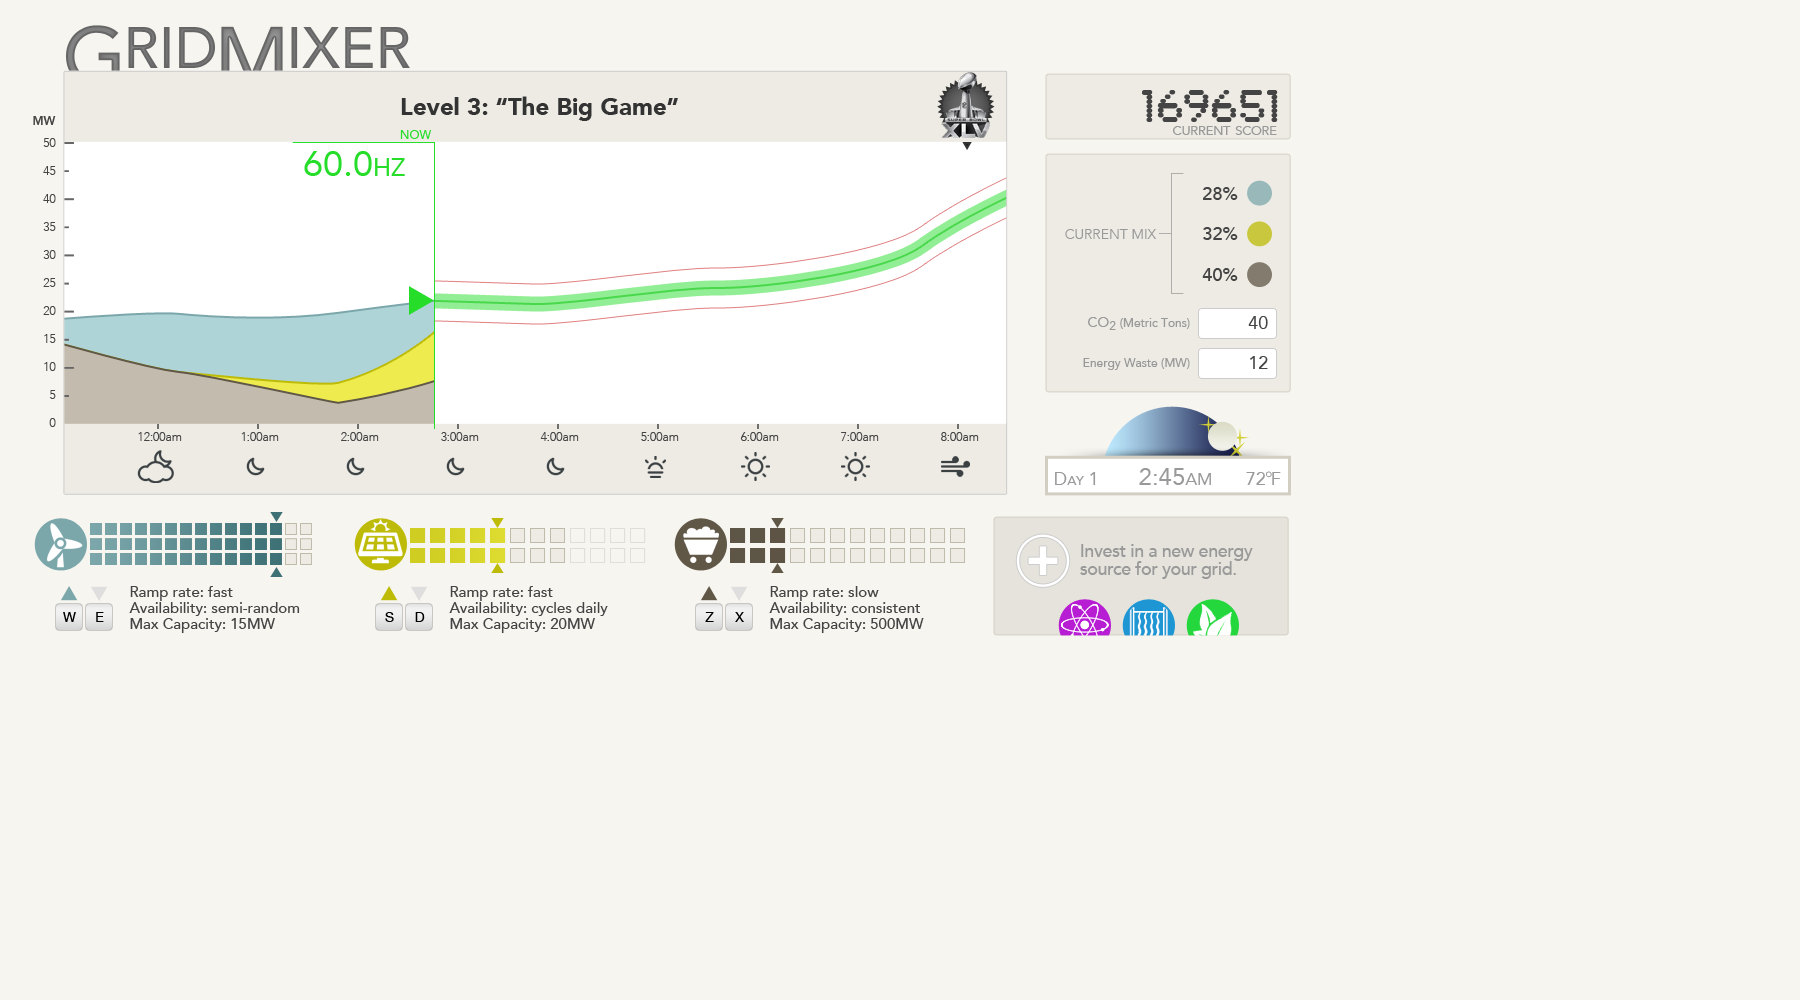 GRIDMIXER
Level 3: “The Big Game”
SUPER BOWL
XLV
MW
NOW
60.0HZ
50
45
40
35
30
25
20
15
10
5
0
12:00am 1:00am 2:00am 3:00am 4:00am 5:00am 6:00am 7:00am 8:00am
169651
CURRENT SCORE
CURRENT MIX
28%
32%
40%
CO2 (Metric Tons) 40
Energy Waste (MW) 12
DAY 1 2:45AM 72°F
W E
Ramp rate: fast
Availability: semi-random
Max Capacity: 15MW
S D
Ramp rate: fast
Availability: cycles daily
Max Capacity: 20MW
Z X
Ramp rate: slow
Availability: consistent
Max Capacity: 500MW
Invest in a new energy
source for your grid.